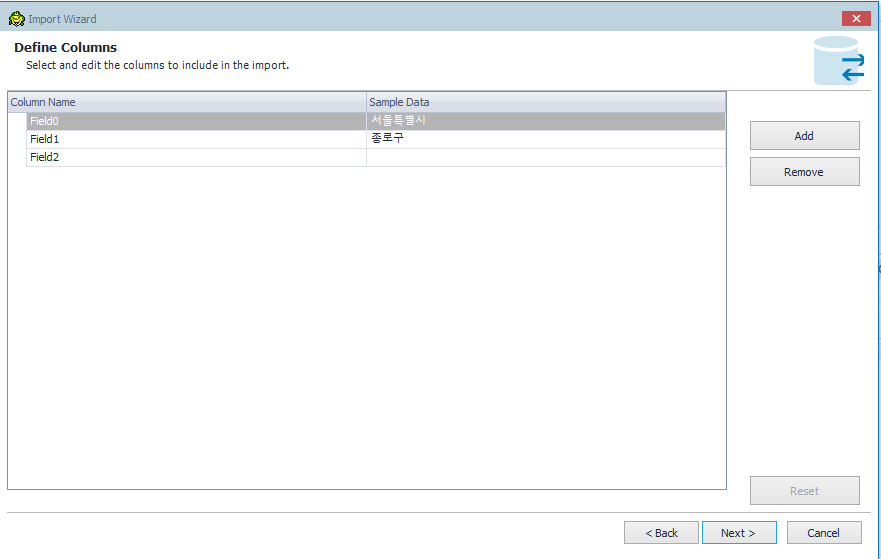 Import Wizard
Define Columns
Select and edit the columns to include in the import.
Column Name Sample Data
Field0 서울특별시
Field1 종로구
Field2
Add
Remove
Reset
< Back Next > Cancel